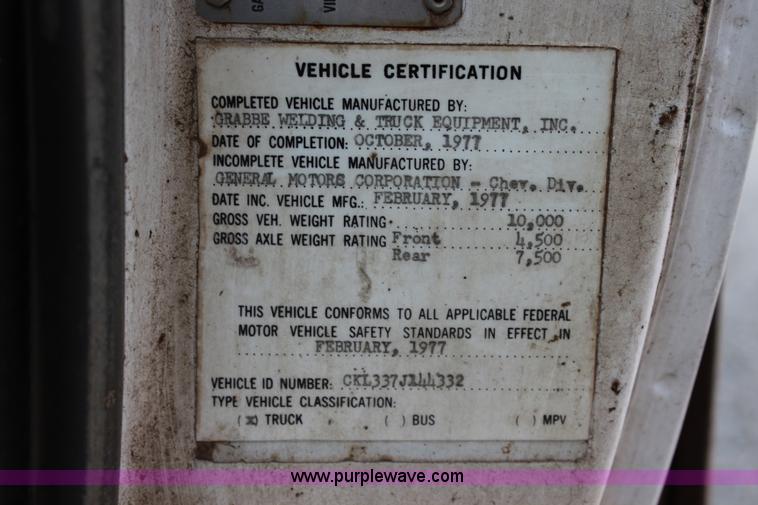 GA
VII
VEHICLE CERTIFICATION
COMPLETED VEHICLE MANUFACTURED BY:
GRABBE WELDING & TRUCK EQUIPMENT, INC.
DATE OF COMPLETION: OCTOBER, 1977
INCOMPLETE VEHICLE MANUFACTURED BY:
GENERAL MOTORS CORPORATION - Chev. Div.
DATE INC. VEHICLE MFG.: FEBRUARY, 1977
GROSS VEH. WEIGHT RATING 10,000
GROSS AXLE WEIGHT RATING Front 4,500
Rear 7,500
THIS VEHICLE CONFORMS TO ALL APPLICABLE FEDERAL
MOTOR VEHICLE SAFETY STANDARDS IN EFFECT IN
FEBRUARY, 1977
VEHICLE ID NUMBER: CKL337J144332
TYPE VEHICLE CLASSIFICATION:
(X) TRUCK ( ) BUS ( ) MPV
www.purplewave.com